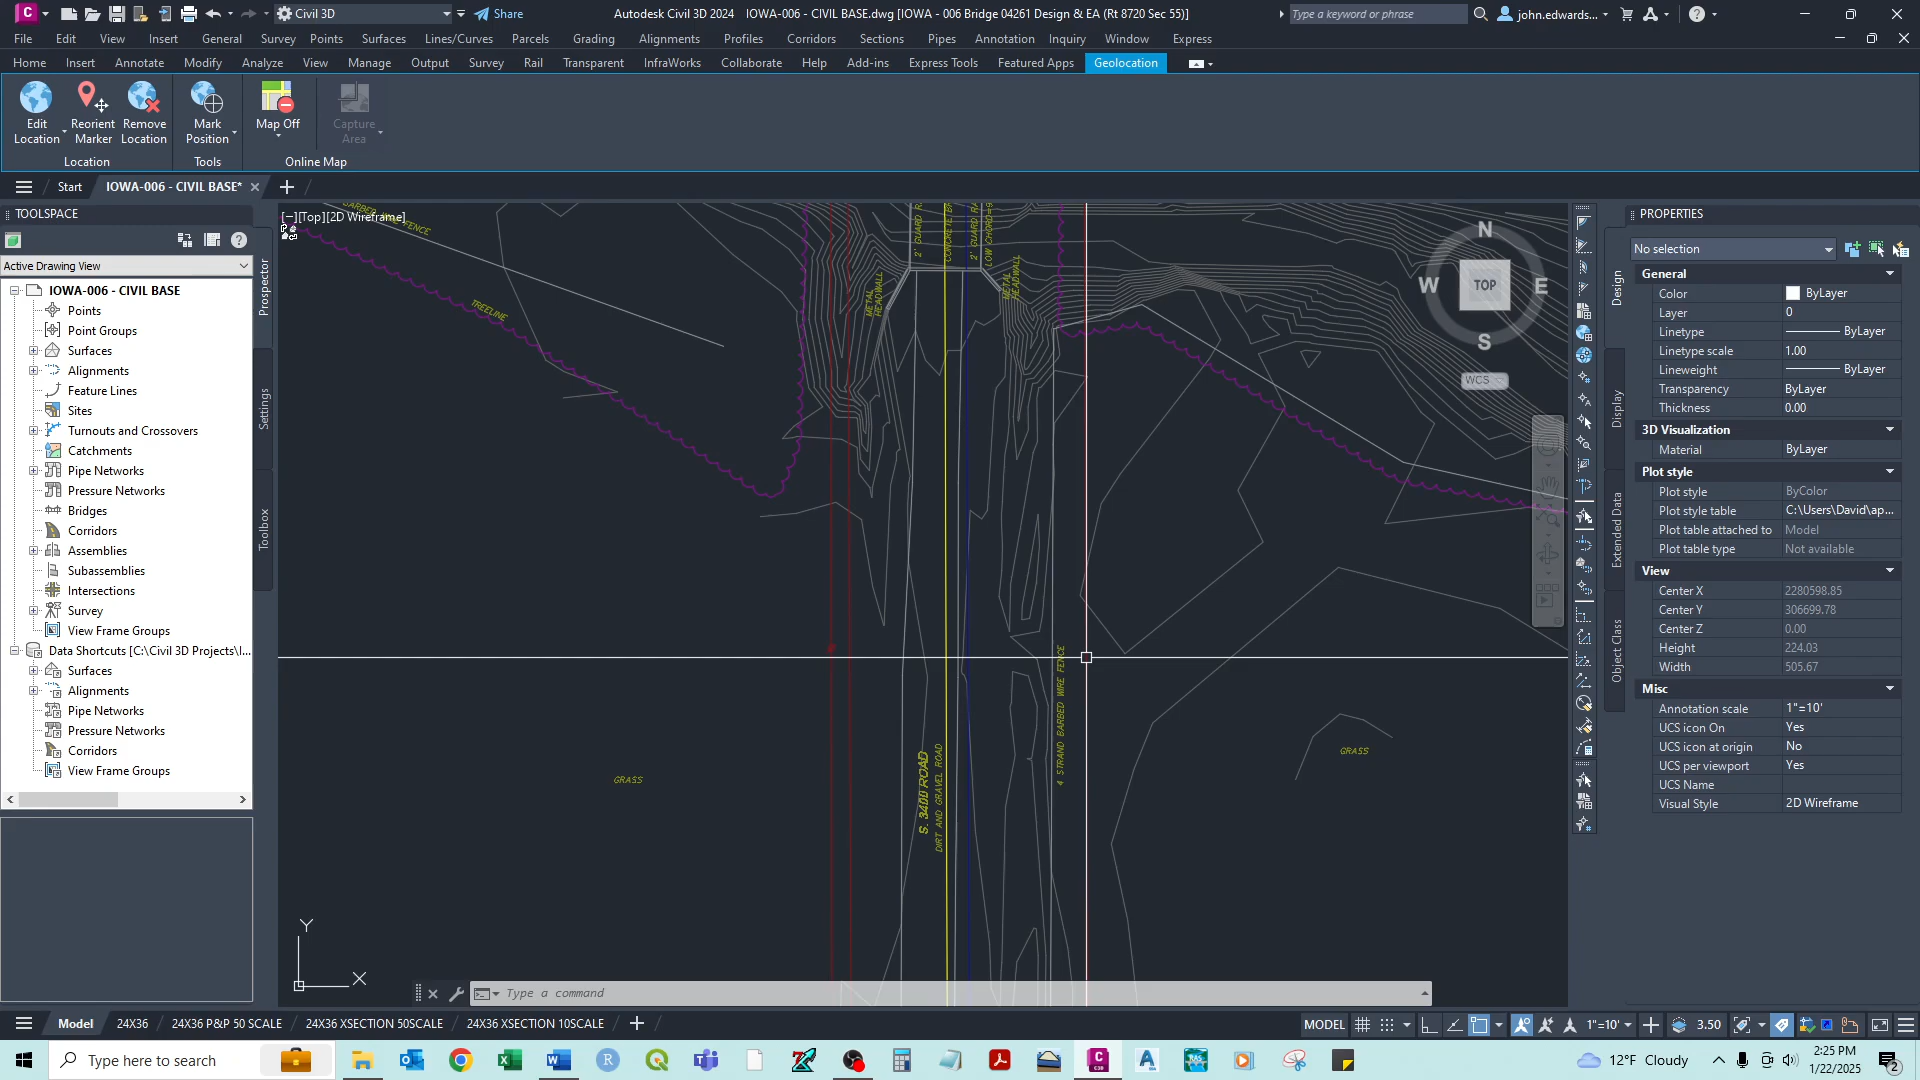 Civil 3D
Share
Autodesk Civil 3D 2024 IOWA-006 - CIVIL BASE.dwg [IOWA - 006 Bridge 04261 Design & EA (Rt 8720 Sec 55)]
Type a keyword or phrase
john.edwards...
File Edit View Insert General Survey Points Surfaces Lines/Curves Parcels Grading Alignments Profiles Corridors Sections Pipes Annotation Inquiry Window Express
Home Insert Annotate Modify Analyze View Manage Output Survey Rail Transparent InfraWorks Collaborate Help Add-ins Express Tools Featured Apps Geolocation
Edit Location
Reorient Marker
Remove Location
Mark Position
Map Off
Capture Area
Location
Tools
Online Map
Start
IOWA-006 - CIVIL BASE*
TOOLSPACE
Active Drawing View
IOWA-006 - CIVIL BASE
Points
Point Groups
Surfaces
Alignments
Feature Lines
Sites
Turnouts and Crossovers
Catchments
Pipe Networks
Pressure Networks
Bridges
Corridors
Assemblies
Subassemblies
Intersections
Survey
View Frame Groups
Data Shortcuts [C:\Civil 3D Projects\I...
Surfaces
Alignments
Pipe Networks
Pressure Networks
Corridors
View Frame Groups
Prospector
Settings
Toolbox
[−][Top][2D Wireframe]
TREELINE
METAL HEADWALL
METAL HEADWALL
4 STRAND BARBED WIRE FENCE
S. 3400 ROAD
DIRT AND GRAVEL ROAD
GRASS
GRASS
N
W
TOP
E
S
WCS
Y
X
Type a command
PROPERTIES
No selection
Design
Display
Extended Data
Object Class
General
Color ByLayer
Layer 0
Linetype ByLayer
Linetype scale 1.00
Lineweight ByLayer
Transparency ByLayer
Thickness 0.00
3D Visualization
Material ByLayer
Plot style
Plot style ByColor
Plot style table C:\Users\David\ap...
Plot table attached to Model
Plot table type Not available
View
Center X 2280598.85
Center Y 306699.78
Center Z 0.00
Height 224.03
Width 505.67
Misc
Annotation scale 1"=10'
UCS icon On Yes
UCS icon at origin No
UCS per viewport Yes
UCS Name
Visual Style 2D Wireframe
Model 24X36 24X36 P&P 50 SCALE 24X36 XSECTION 50SCALE 24X36 XSECTION 10SCALE
MODEL
1"=10'
3.50
Type here to search
12°F Cloudy
2:25 PM
1/22/2025
2